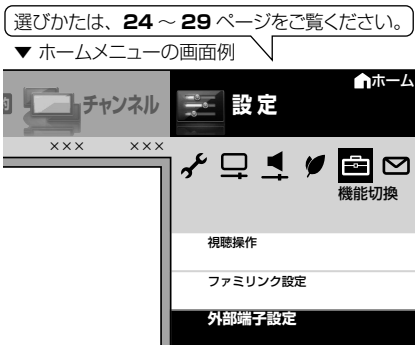 選びかたは、24～29ページをご覧ください。
▼ ホームメニューの画面例
ホーム
チャンネル
設定
××× ×××
機能切換
視聴操作
ファミリンク設定
外部端子設定